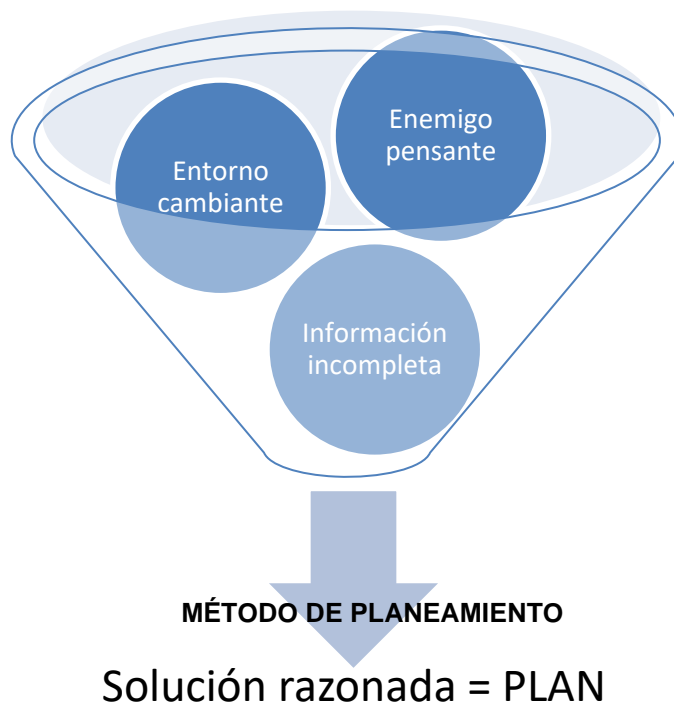 Enemigo
pensante
Entorno
cambiante
Información
incompleta
MÉTODO DE PLANEAMIENTO
Solución razonada = PLAN